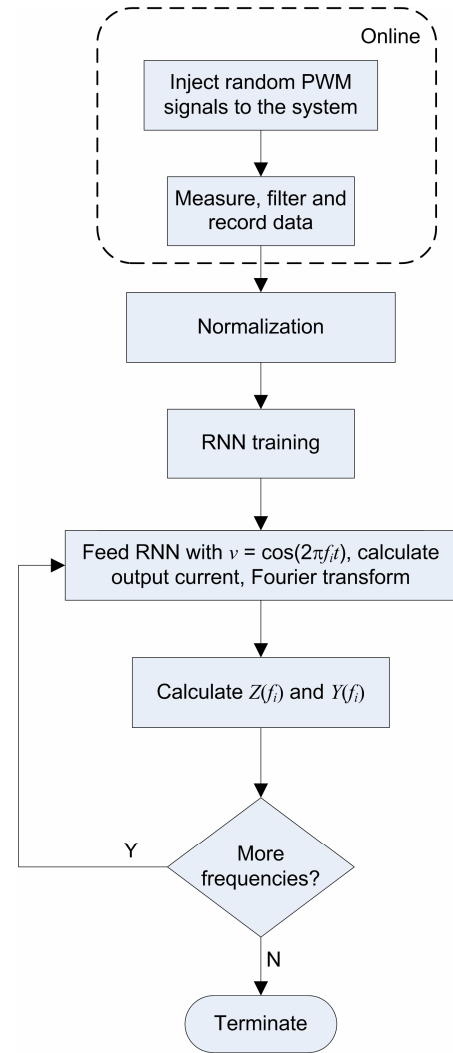 Online
Inject random PWM
signals to the system
Measure, filter and
record data
Normalization
RNN training
Feed RNN with v = cos(2πfᵢt), calculate
output current, Fourier transform
Calculate Z(fᵢ) and Y(fᵢ)
More
frequencies?
Y
N
Terminate